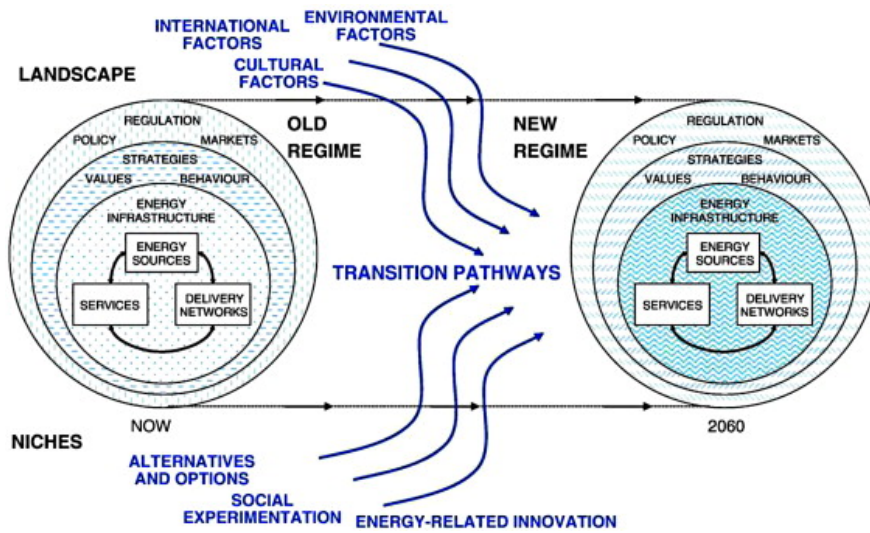 INTERNATIONAL
FACTORS
ENVIRONMENTAL
FACTORS
CULTURAL
FACTORS
LANDSCAPE
OLD
REGIME
NEW
REGIME
REGULATION
POLICY
MARKETS
STRATEGIES
VALUES
BEHAVIOUR
ENERGY
INFRASTRUCTURE
ENERGY
SOURCES
SERVICES
DELIVERY
NETWORKS
NOW
TRANSITION PATHWAYS
REGULATION
POLICY
MARKETS
STRATEGIES
VALUES
BEHAVIOUR
ENERGY
INFRASTRUCTURE
ENERGY
SOURCES
SERVICES
DELIVERY
NETWORKS
2060
NICHES
ALTERNATIVES
AND OPTIONS
SOCIAL
EXPERIMENTATION
ENERGY-RELATED INNOVATION